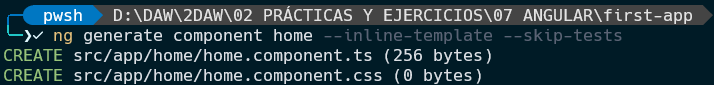 pwsh D:\DAW\2DAW\02 PRÁCTICAS Y EJERCICIOS\07 ANGULAR\first-app
❯✓ ng generate component home --inline-template --skip-tests
CREATE src/app/home/home.component.ts (256 bytes)
CREATE src/app/home/home.component.css (0 bytes)